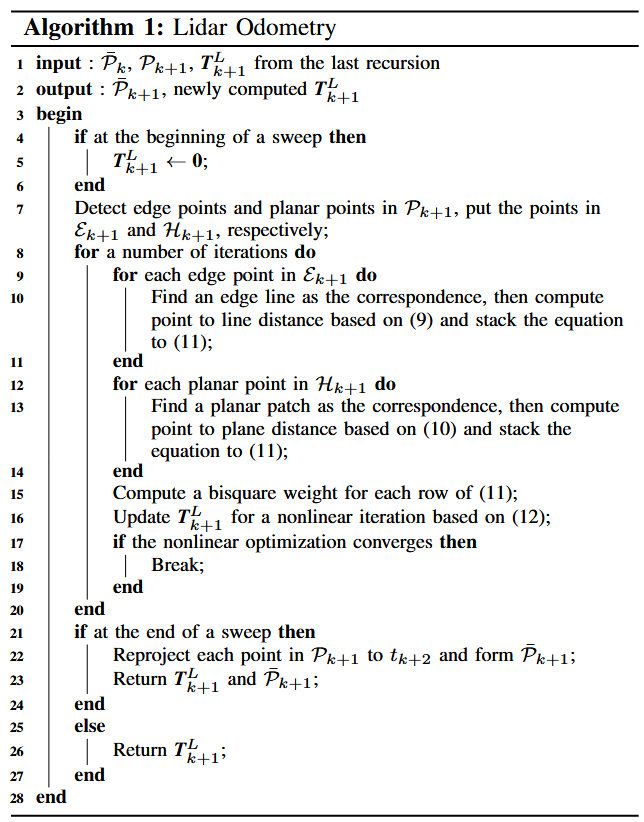 Algorithm 1: Lidar Odometry
1 input : $\bar{\mathcal{P}}_k$, $\mathcal{P}_{k+1}$, $\boldsymbol{T}^L_{k+1}$ from the last recursion
2 output : $\bar{\mathcal{P}}_{k+1}$, newly computed $\boldsymbol{T}^L_{k+1}$
3 begin
4 if at the beginning of a sweep then
5 $\boldsymbol{T}^L_{k+1} \leftarrow \mathbf{0}$;
6 end
7 Detect edge points and planar points in $\mathcal{P}_{k+1}$, put the points in
$\mathcal{E}_{k+1}$ and $\mathcal{H}_{k+1}$, respectively;
8 for a number of iterations do
9 for each edge point in $\mathcal{E}_{k+1}$ do
10 Find an edge line as the correspondence, then compute
point to line distance based on (9) and stack the equation
to (11);
11 end
12 for each planar point in $\mathcal{H}_{k+1}$ do
13 Find a planar patch as the correspondence, then compute
point to plane distance based on (10) and stack the
equation to (11);
14 end
15 Compute a bisquare weight for each row of (11);
16 Update $\boldsymbol{T}^L_{k+1}$ for a nonlinear iteration based on (12);
17 if the nonlinear optimization converges then
18 Break;
19 end
20 end
21 if at the end of a sweep then
22 Reproject each point in $\mathcal{P}_{k+1}$ to $t_{k+2}$ and form $\bar{\mathcal{P}}_{k+1}$;
23 Return $\boldsymbol{T}^L_{k+1}$ and $\bar{\mathcal{P}}_{k+1}$;
24 end
25 else
26 Return $\boldsymbol{T}^L_{k+1}$;
27 end
28 end